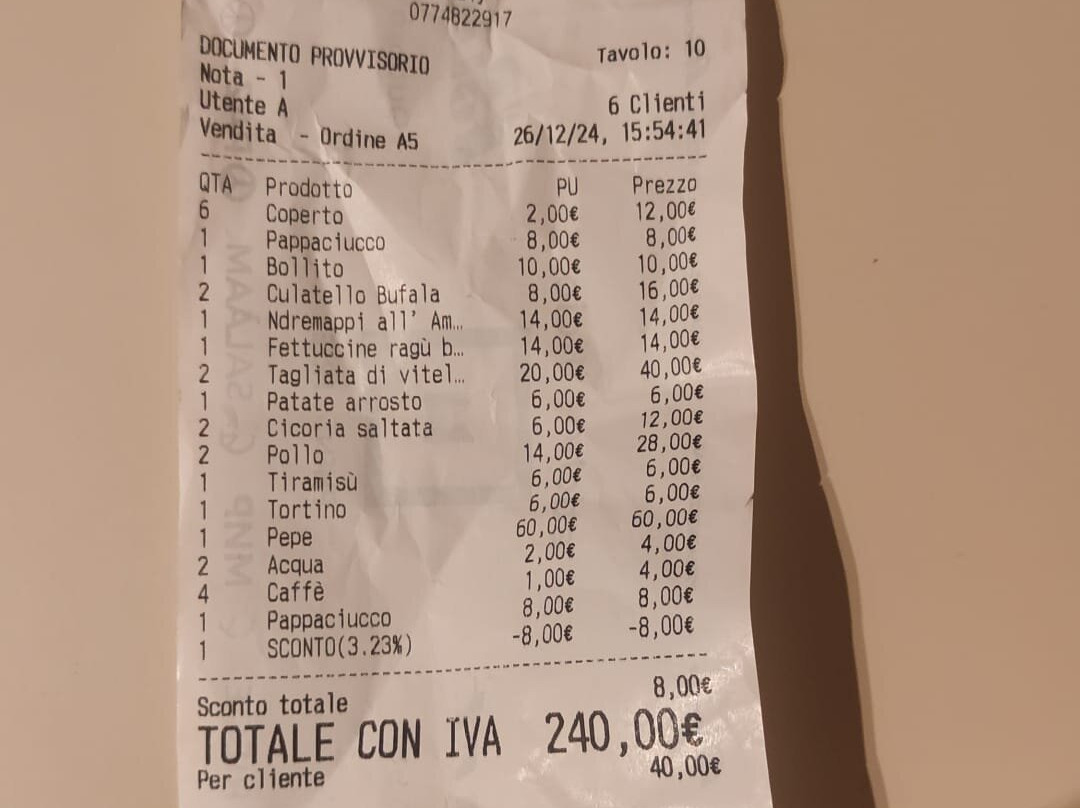 0774822917
DOCUMENTO PROVVISORIO Tavolo: 10
Nota - 1
Utente A 6 Clienti
Vendita - Ordine A5 26/12/24, 15:54:41
QTA Prodotto PU Prezzo
6 Coperto 2,00€ 12,00€
1 Pappaciucco 8,00€ 8,00€
1 Bollito 10,00€ 10,00€
2 Culatello Bufala 8,00€ 16,00€
1 Ndremappi all' Am... 14,00€ 14,00€
1 Fettuccine ragù b... 14,00€ 14,00€
2 Tagliata di vitel... 20,00€ 40,00€
1 Patate arrosto 6,00€ 6,00€
2 Cicoria saltata 6,00€ 12,00€
2 Pollo 14,00€ 28,00€
1 Tiramisù 6,00€ 6,00€
1 Tortino 6,00€ 6,00€
1 Pepe 60,00€ 60,00€
2 Acqua 2,00€ 4,00€
4 Caffè 1,00€ 4,00€
1 Pappaciucco 8,00€ 8,00€
1 SCONTO(3.23%) -8,00€ -8,00€
Sconto totale 8,00€
TOTALE CON IVA 240,00€
Per cliente 40,00€